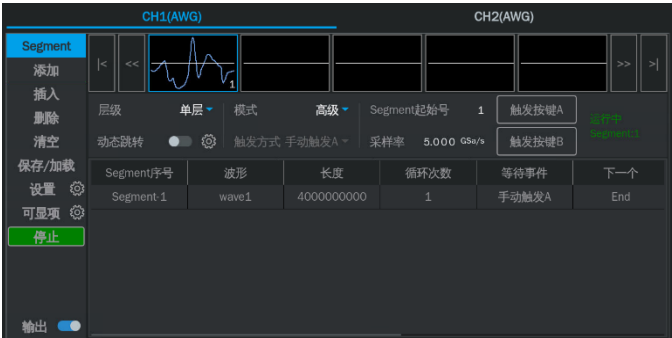 CH1(AWG) CH2(AWG)
Segment
添加
插入
删除
清空
保存/加载
设置
可显项
停止
输出
|< << 1 >> >|
层级 单层 模式 高级 Segment起始号 1 触发按键A 运行中
动态跳转 触发方式 手动触发A 采样率 5.000 GSa/s 触发按键B Segment:1
Segment序号 波形 长度 循环次数 等待事件 下一个
Segment-1 wave1 4000000000 1 手动触发A End